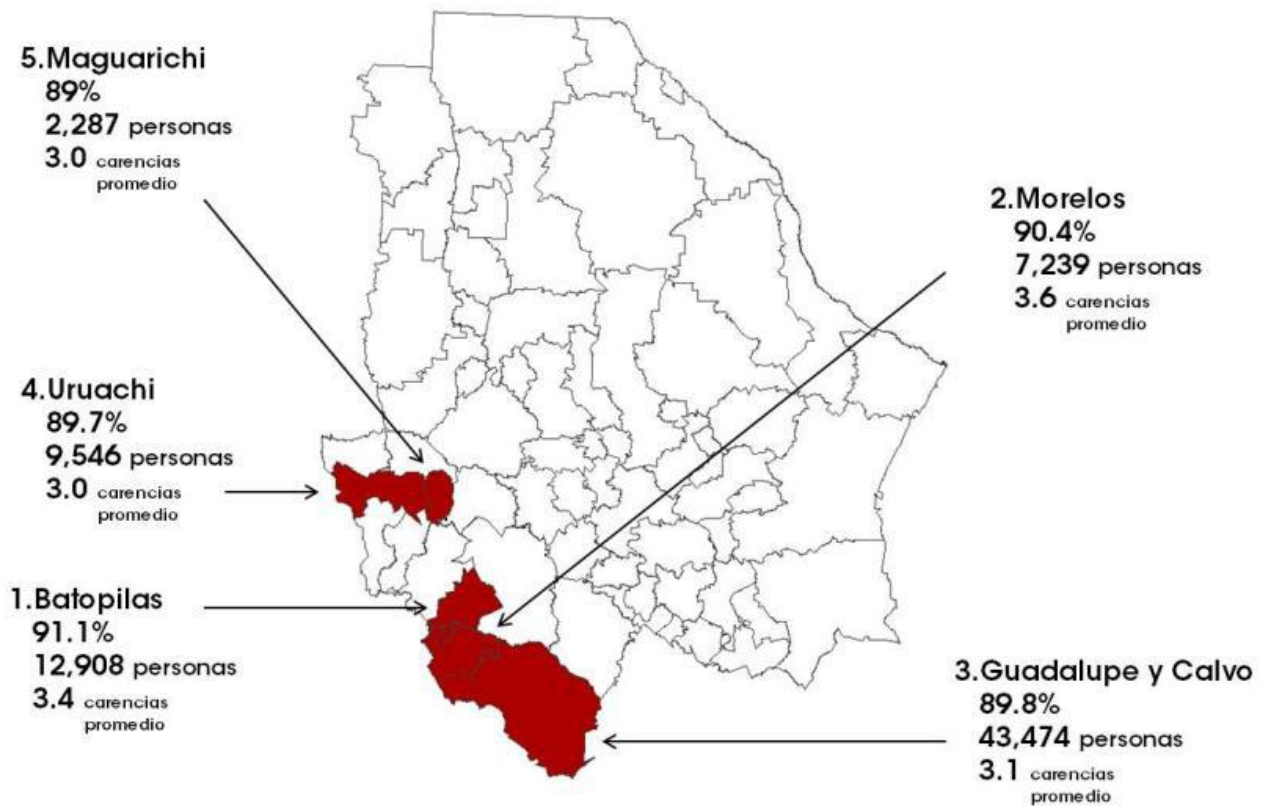 5.Maguarichi
89%
2,287 personas
3.0 carencias
promedio
2.Morelos
90.4%
7,239 personas
3.6 carencias
promedio
4.Uruachi
89.7%
9,546 personas
3.0 carencias
promedio
1.Batopilas
91.1%
12,908 personas
3.4 carencias
promedio
3.Guadalupe y Calvo
89.8%
43,474 personas
3.1 carencias
promedio